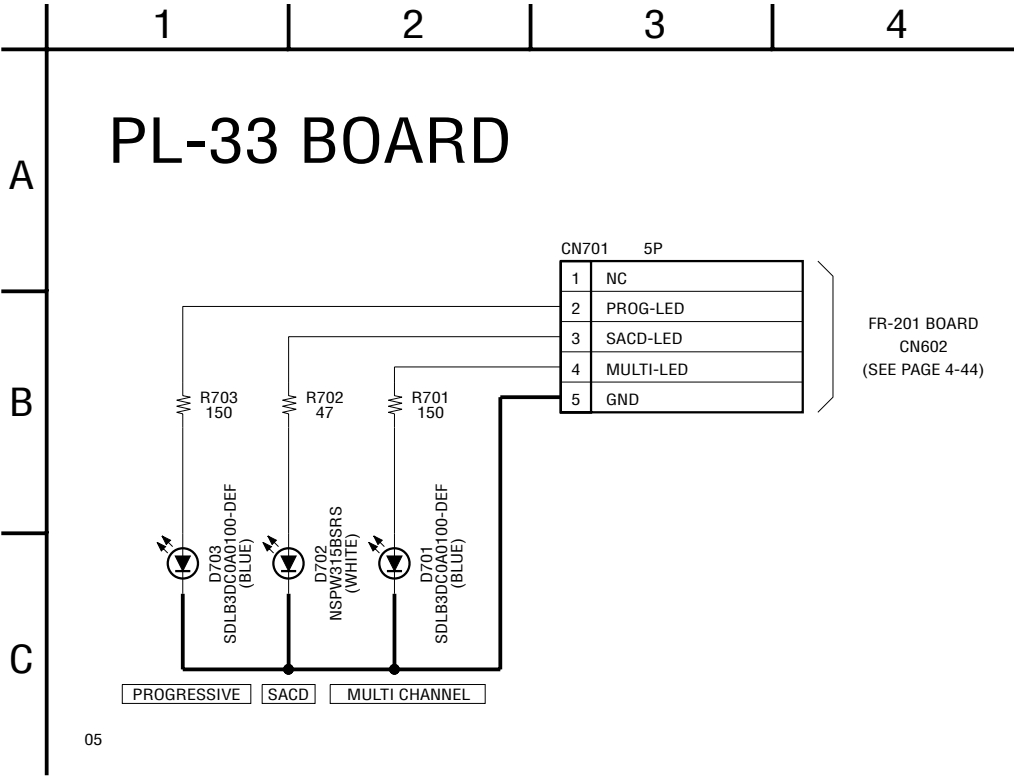 1 2 3 4
A
B
C
PL-33 BOARD
CN701 5P
1 NC
2 PROG-LED
3 SACD-LED
4 MULTI-LED
5 GND
FR-201 BOARD
CN602
(SEE PAGE 4-44)
R703
150
R702
47
R701
150
D703
SDLB3DC0A0100-DEF
(BLUE)
D702
NSPW315BSRS
(WHITE)
D701
SDLB3DC0A0100-DEF
(BLUE)
PROGRESSIVE
SACD
MULTI CHANNEL
05